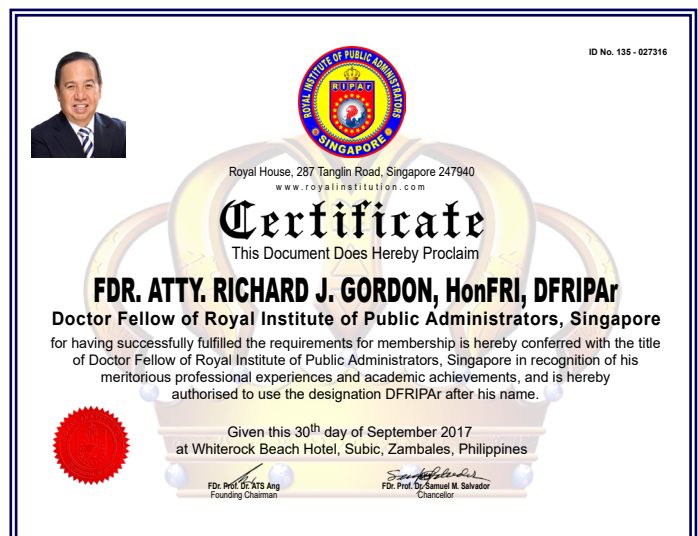 ID No. 135 - 027316
ROYAL INSTITUTE OF PUBLIC ADMINISTRATORS
RIPAr
SINGAPORE
Royal House, 287 Tanglin Road, Singapore 247940
www.royalinstitution.com
Certificate
This Document Does Hereby Proclaim
FDR. ATTY. RICHARD J. GORDON, HonFRI, DFRIPAr
Doctor Fellow of Royal Institute of Public Administrators, Singapore
for having successfully fulfilled the requirements for membership is hereby conferred with the title
of Doctor Fellow of Royal Institute of Public Administrators, Singapore in recognition of his
meritorious professional experiences and academic achievements, and is hereby
authorised to use the designation DFRIPAr after his name.
Given this 30th day of September 2017
at Whiterock Beach Hotel, Subic, Zambales, Philippines
FDr. Prof. Dr. ATS Ang
Founding Chairman
FDr. Prof. Dr. Samuel M. Salvador
Chancellor